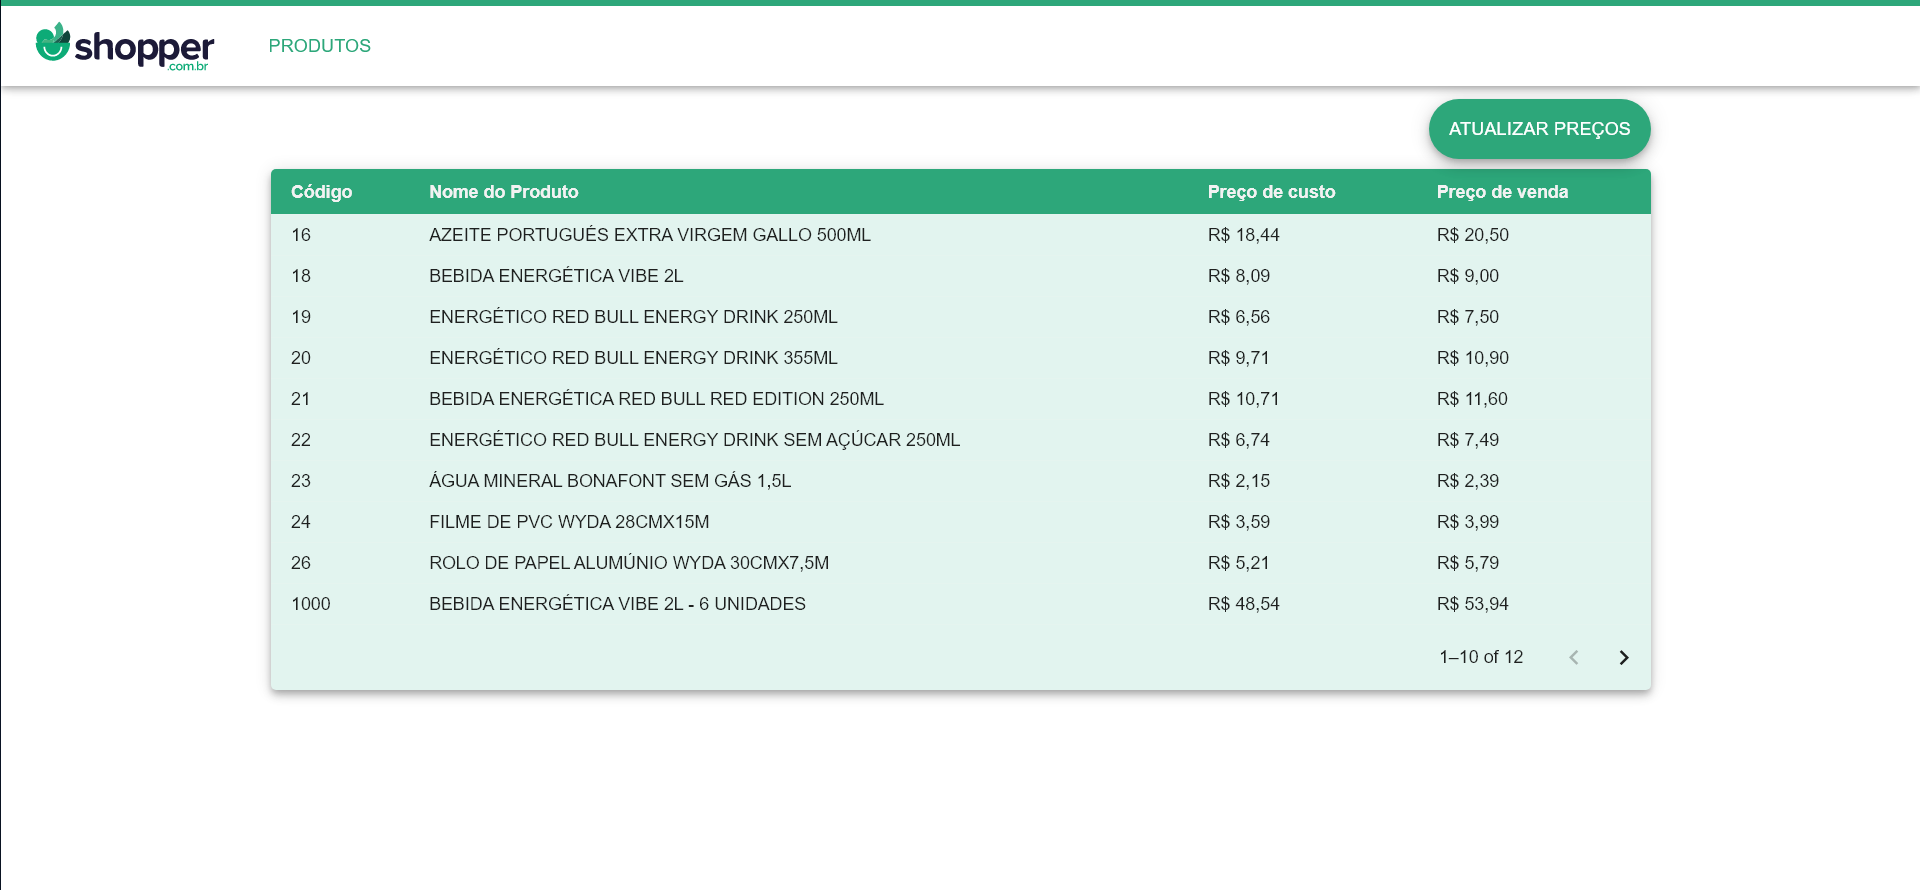 shopper
.com.br
PRODUTOS
ATUALIZAR PREÇOS
Código Nome do Produto Preço de custo Preço de venda
16 AZEITE PORTUGUÊS EXTRA VIRGEM GALLO 500ML R$ 18,44 R$ 20,50
18 BEBIDA ENERGÉTICA VIBE 2L R$ 8,09 R$ 9,00
19 ENERGÉTICO RED BULL ENERGY DRINK 250ML R$ 6,56 R$ 7,50
20 ENERGÉTICO RED BULL ENERGY DRINK 355ML R$ 9,71 R$ 10,90
21 BEBIDA ENERGÉTICA RED BULL RED EDITION 250ML R$ 10,71 R$ 11,60
22 ENERGÉTICO RED BULL ENERGY DRINK SEM AÇÚCAR 250ML R$ 6,74 R$ 7,49
23 ÁGUA MINERAL BONAFONT SEM GÁS 1,5L R$ 2,15 R$ 2,39
24 FILME DE PVC WYDA 28CMX15M R$ 3,59 R$ 3,99
26 ROLO DE PAPEL ALUMÚNIO WYDA 30CMX7,5M R$ 5,21 R$ 5,79
1000 BEBIDA ENERGÉTICA VIBE 2L - 6 UNIDADES R$ 48,54 R$ 53,94
1–10 of 12